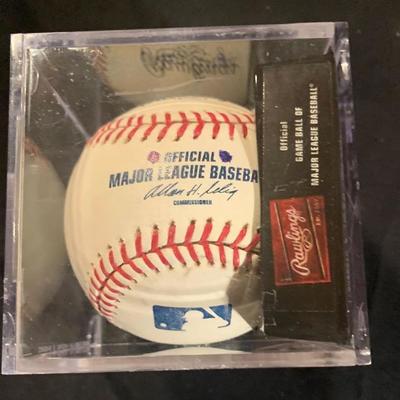 OFFICIAL
MAJOR LEAGUE BASEBA
Allan H. Selig
COMMISSIONER
Official
GAME BALL OF
MAJOR LEAGUE BASEBALL®
Rawlings